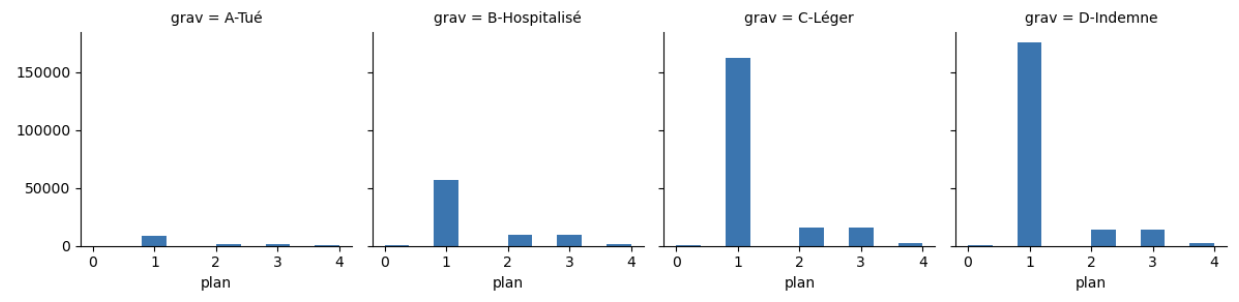 grav = A-Tué
grav = B-Hospitalisé
grav = C-Léger
grav = D-Indemne
150000
100000
50000
0
0 1 2 3 4
0 1 2 3 4
0 1 2 3 4
0 1 2 3 4
plan
plan
plan
plan